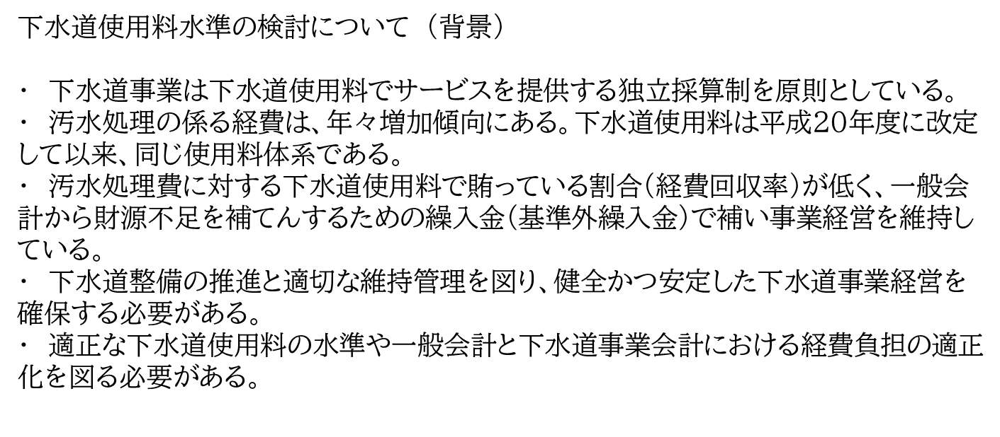 下水道使用料水準の検討について（背景）
・ 下水道事業は下水道使用料でサービスを提供する独立採算制を原則としている。
・ 汚水処理の係る経費は、年々増加傾向にある。下水道使用料は平成20年度に改定
して以来、同じ使用料体系である。
・ 汚水処理費に対する下水道使用料で賄っている割合（経費回収率）が低く、一般会
計から財源不足を補てんするための繰入金（基準外繰入金）で補い事業経営を維持し
ている。
・ 下水道整備の推進と適切な維持管理を図り、健全かつ安定した下水道事業経営を
確保する必要がある。
・ 適正な下水道使用料の水準や一般会計と下水道事業会計における経費負担の適正
化を図る必要がある。